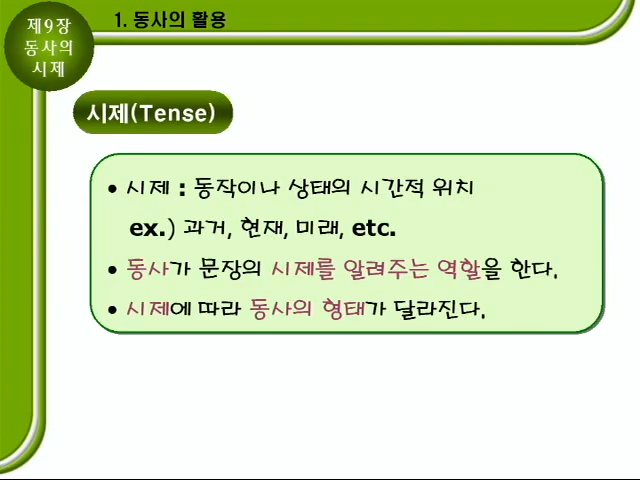 제9장
동사의
시제
1. 동사의 활용
시제(Tense)
• 시제 : 동작이나 상태의 시간적 위치
ex.) 과거, 현재, 미래, etc.
• 동사가 문장의 시제를 알려주는 역할을 한다.
• 시제에 따라 동사의 형태가 달라진다.